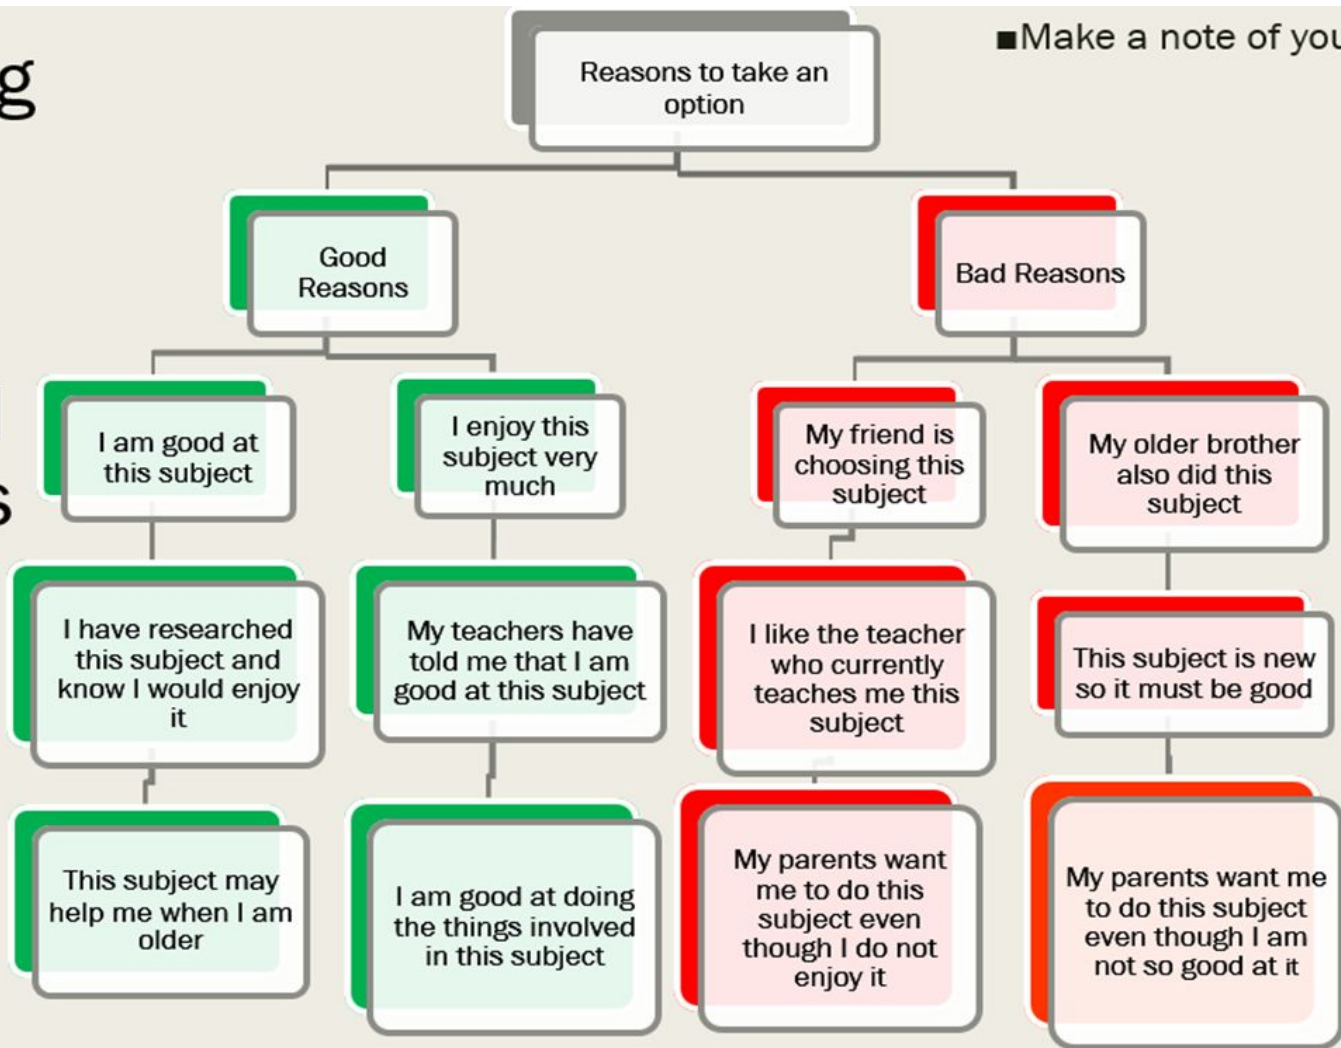 g
■Make a note of you
Reasons to take an
option
Good
Reasons
Bad Reasons
I am good at
this subject
I enjoy this
subject very
much
My friend is
choosing this
subject
My older brother
also did this
subject
s
I have researched
this subject and
know I would enjoy
it
My teachers have
told me that I am
good at this subject
I like the teacher
who currently
teaches me this
subject
This subject is new
so it must be good
This subject may
help me when I am
older
I am good at doing
the things involved
in this subject
My parents want
me to do this
subject even
though I do not
enjoy it
My parents want me
to do this subject
even though I am
not so good at it